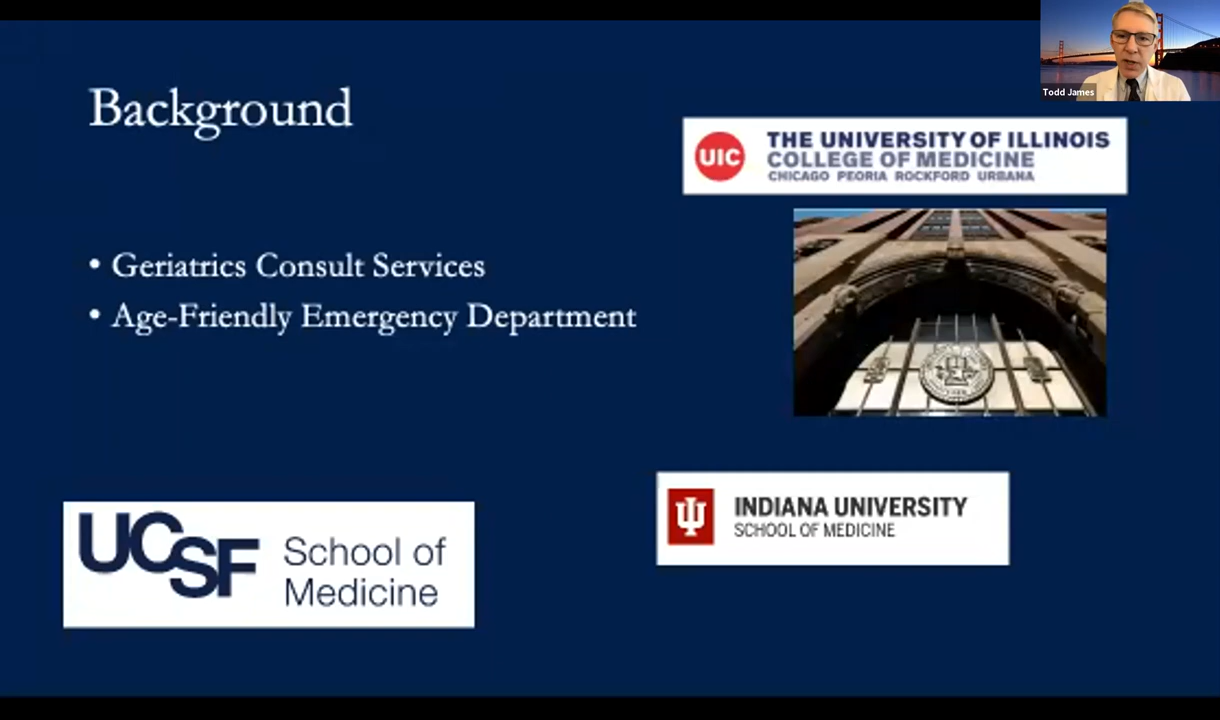 Todd James
Background
UIC
THE UNIVERSITY OF ILLINOIS
COLLEGE OF MEDICINE
CHICAGO PEORIA ROCKFORD URBANA
• Geriatrics Consult Services
• Age-Friendly Emergency Department
UCSF
School of
Medicine
INDIANA UNIVERSITY
SCHOOL OF MEDICINE